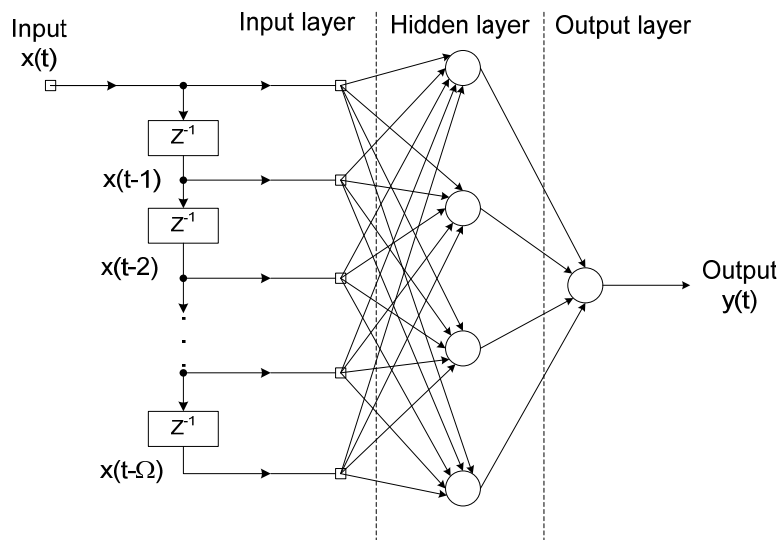 Input layer
Hidden layer
Output layer
Input
x(t)
Z⁻¹
x(t-1)
Z⁻¹
x(t-2)
Z⁻¹
x(t-Ω)
Output
y(t)